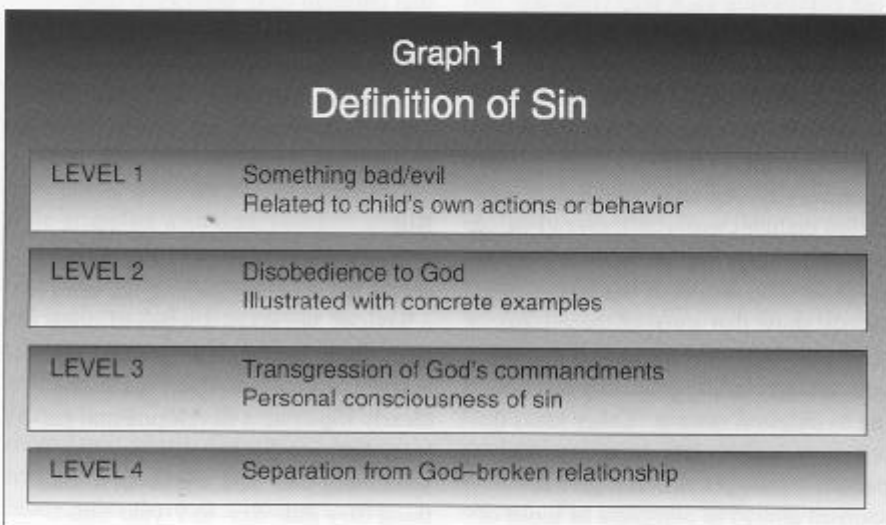 Graph 1
Definition of Sin
LEVEL 1 Something bad/evil
Related to child's own actions or behavior
LEVEL 2 Disobedience to God
Illustrated with concrete examples
LEVEL 3 Transgression of God's commandments
Personal consciousness of sin
LEVEL 4 Separation from God–broken relationship